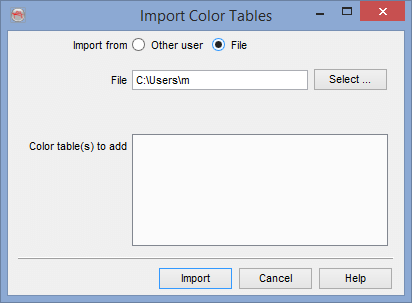 Import Color Tables
Import from Other user File
File C:\Users\m Select ...
Color table(s) to add
Import Cancel Help